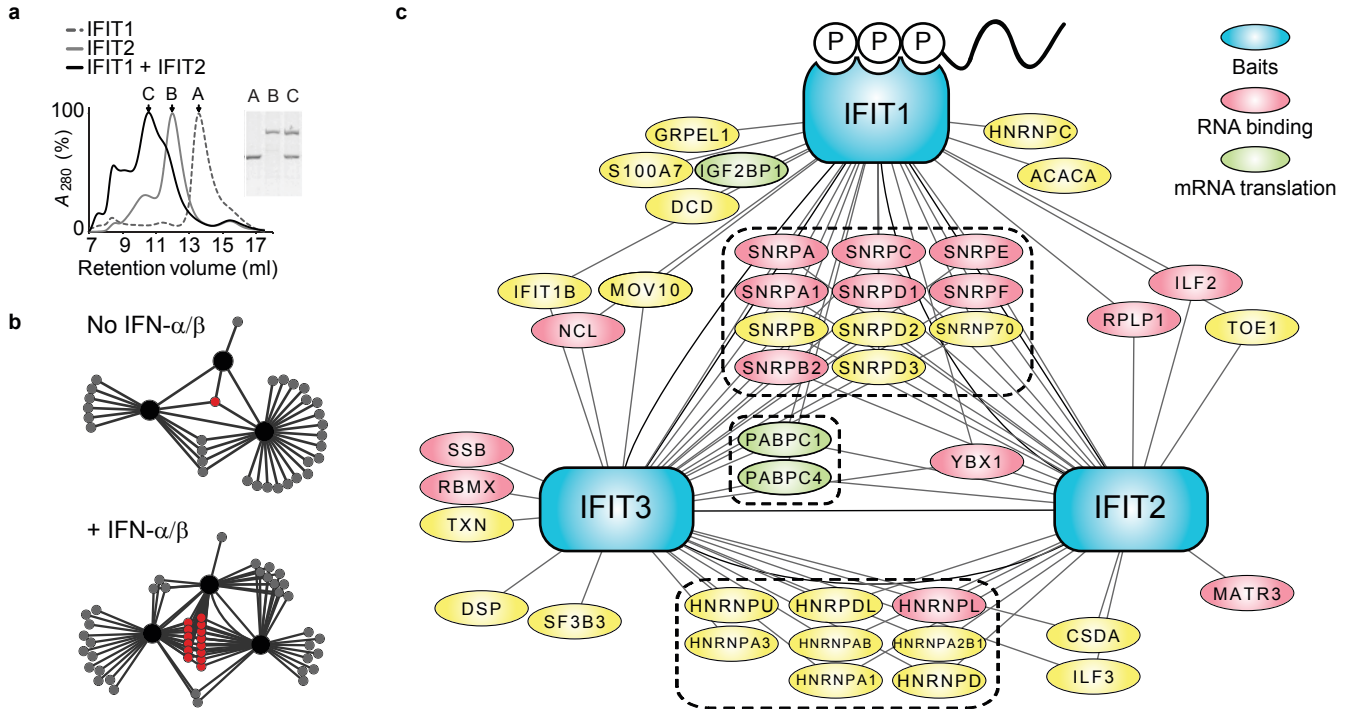 a
IFIT1
IFIT2
IFIT1 + IFIT2
C B A
A B C
100
0
A 280 (%)
7 9 11 13 15 17
Retention volume (ml)
b
No IFN-α/β
+ IFN-α/β
c
P P P
IFIT1
Baits
RNA binding
mRNA translation
GRPEL1
HNRNPC
S100A7
IGF2BP1
ACACA
DCD
SNRPA SNRPC SNRPE
SNRPA1 SNRPD1 SNRPF
SNRPB SNRPD2 SNRNP70
SNRPB2 SNRPD3
IFIT1B
MOV10
NCL
ILF2
RPLP1
TOE1
PABPC1
PABPC4
YBX1
SSB
RBMX
TXN
IFIT3
IFIT2
DSP
SF3B3
HNRNPU HNRPDL HNRNPL
HNRNPA3 HNRNPAB HNRNPA2B1
HNRNPA1 HNRNPD
CSDA
ILF3
MATR3